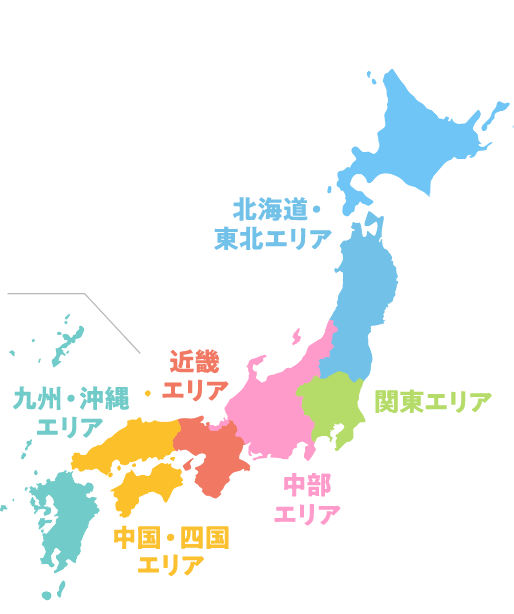 北海道・
東北エリア
近畿
エリア
九州・沖縄
エリア
関東エリア
中部
エリア
中国・四国
エリア